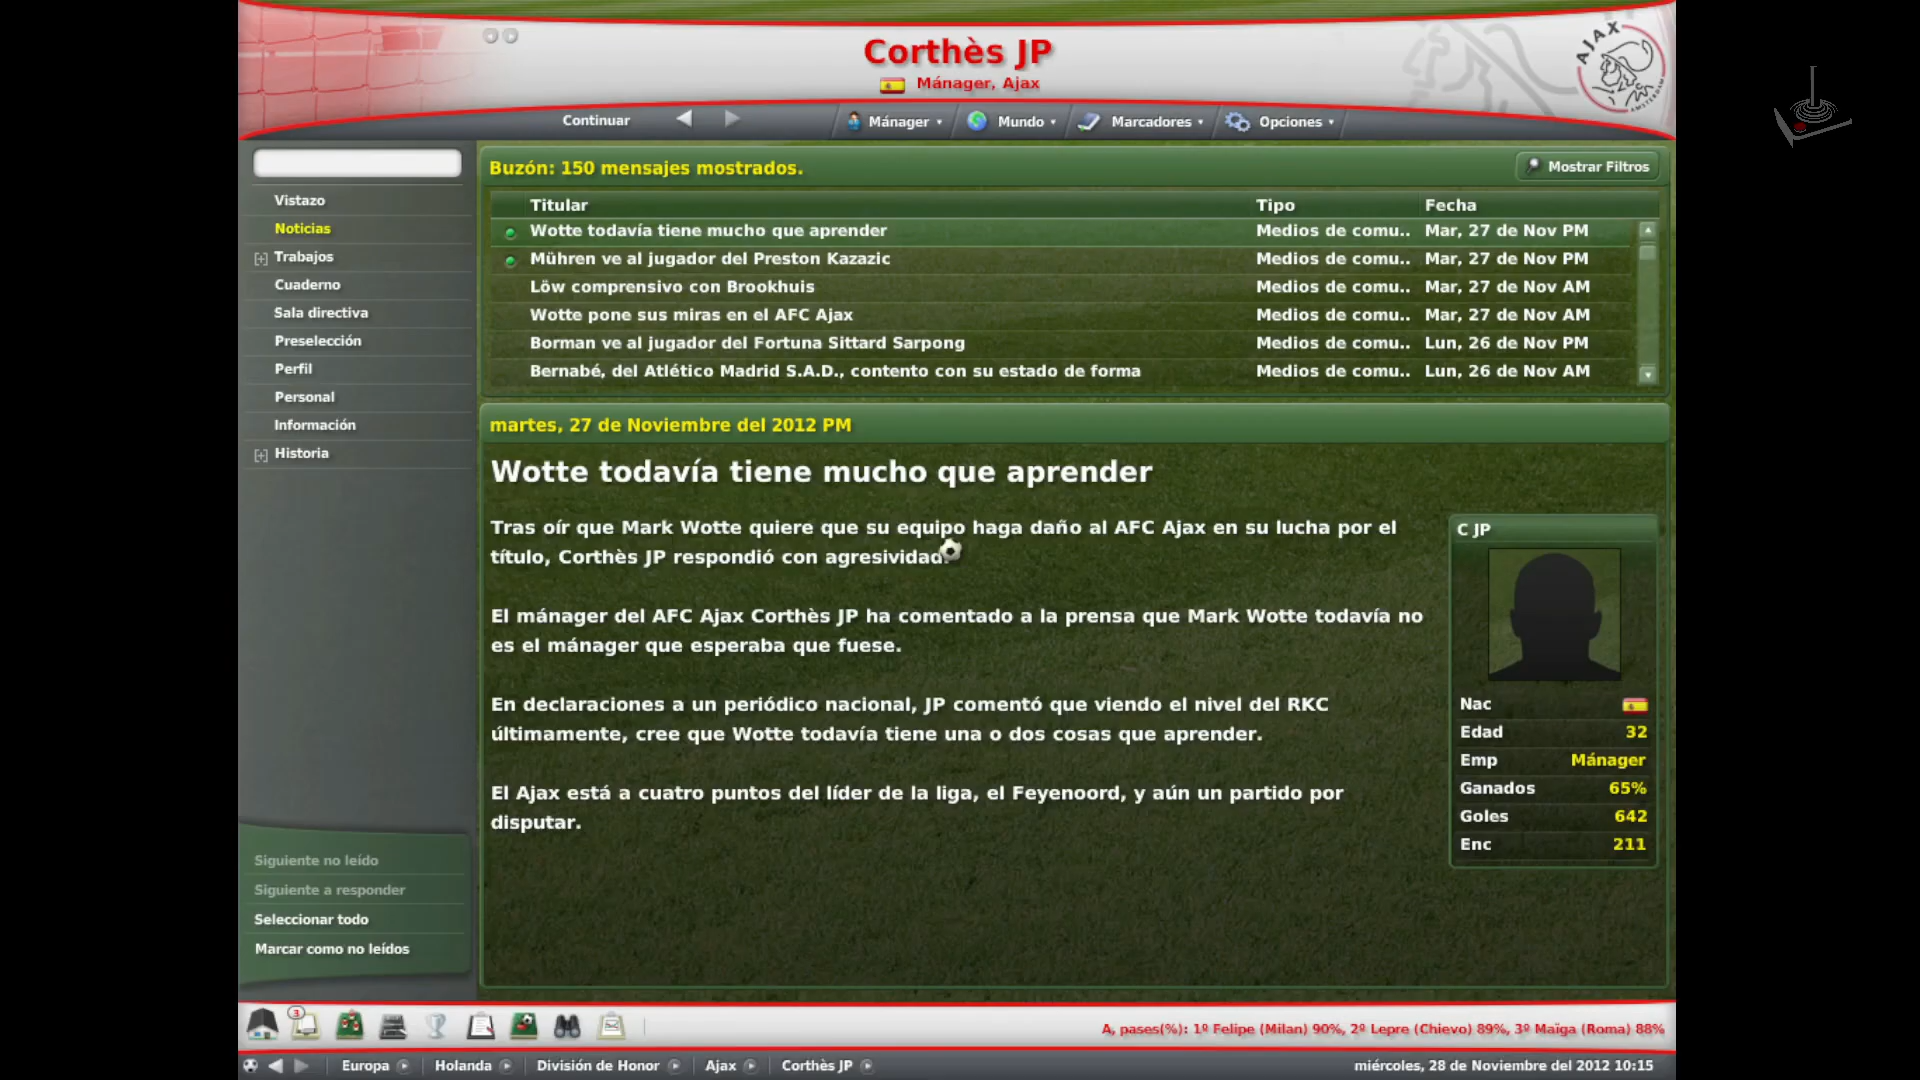 Corthès JP
Mánager, Ajax
AJAX
AMSTERDAM
Continuar
Mánager
Mundo
Marcadores
Opciones
Vistazo
Noticias
[+] Trabajos
Cuaderno
Sala directiva
Preselección
Perfil
Personal
Información
[+] Historia
Siguiente no leído
Siguiente a responder
Seleccionar todo
Marcar como no leídos
Buzón: 150 mensajes mostrados.
Mostrar Filtros
Titular Tipo Fecha
Wotte todavía tiene mucho que aprender Medios de comu.. Mar, 27 de Nov PM
Mühren ve al jugador del Preston Kazazic Medios de comu.. Mar, 27 de Nov PM
Löw comprensivo con Brookhuis Medios de comu.. Mar, 27 de Nov AM
Wotte pone sus miras en el AFC Ajax Medios de comu.. Mar, 27 de Nov AM
Borman ve al jugador del Fortuna Sittard Sarpong Medios de comu.. Lun, 26 de Nov PM
Bernabé, del Atlético Madrid S.A.D., contento con su estado de forma Medios de comu.. Lun, 26 de Nov AM
martes, 27 de Noviembre del 2012 PM
Wotte todavía tiene mucho que aprender
Tras oír que Mark Wotte quiere que su equipo haga daño al AFC Ajax en su lucha por el
título, Corthès JP respondió con agresividad.
El mánager del AFC Ajax Corthès JP ha comentado a la prensa que Mark Wotte todavía no
es el mánager que esperaba que fuese.
En declaraciones a un periódico nacional, JP comentó que viendo el nivel del RKC
últimamente, cree que Wotte todavía tiene una o dos cosas que aprender.
El Ajax está a cuatro puntos del líder de la liga, el Feyenoord, y aún un partido por
disputar.
C JP
Nac
Edad 32
Emp Mánager
Ganados 65%
Goles 642
Enc 211
3
A, pases(%): 1º Felipe (Milan) 90%, 2º Lepre (Chievo) 89%, 3º Maïga (Roma) 88%
Europa Holanda División de Honor Ajax Corthès JP
miércoles, 28 de Noviembre del 2012 10:15